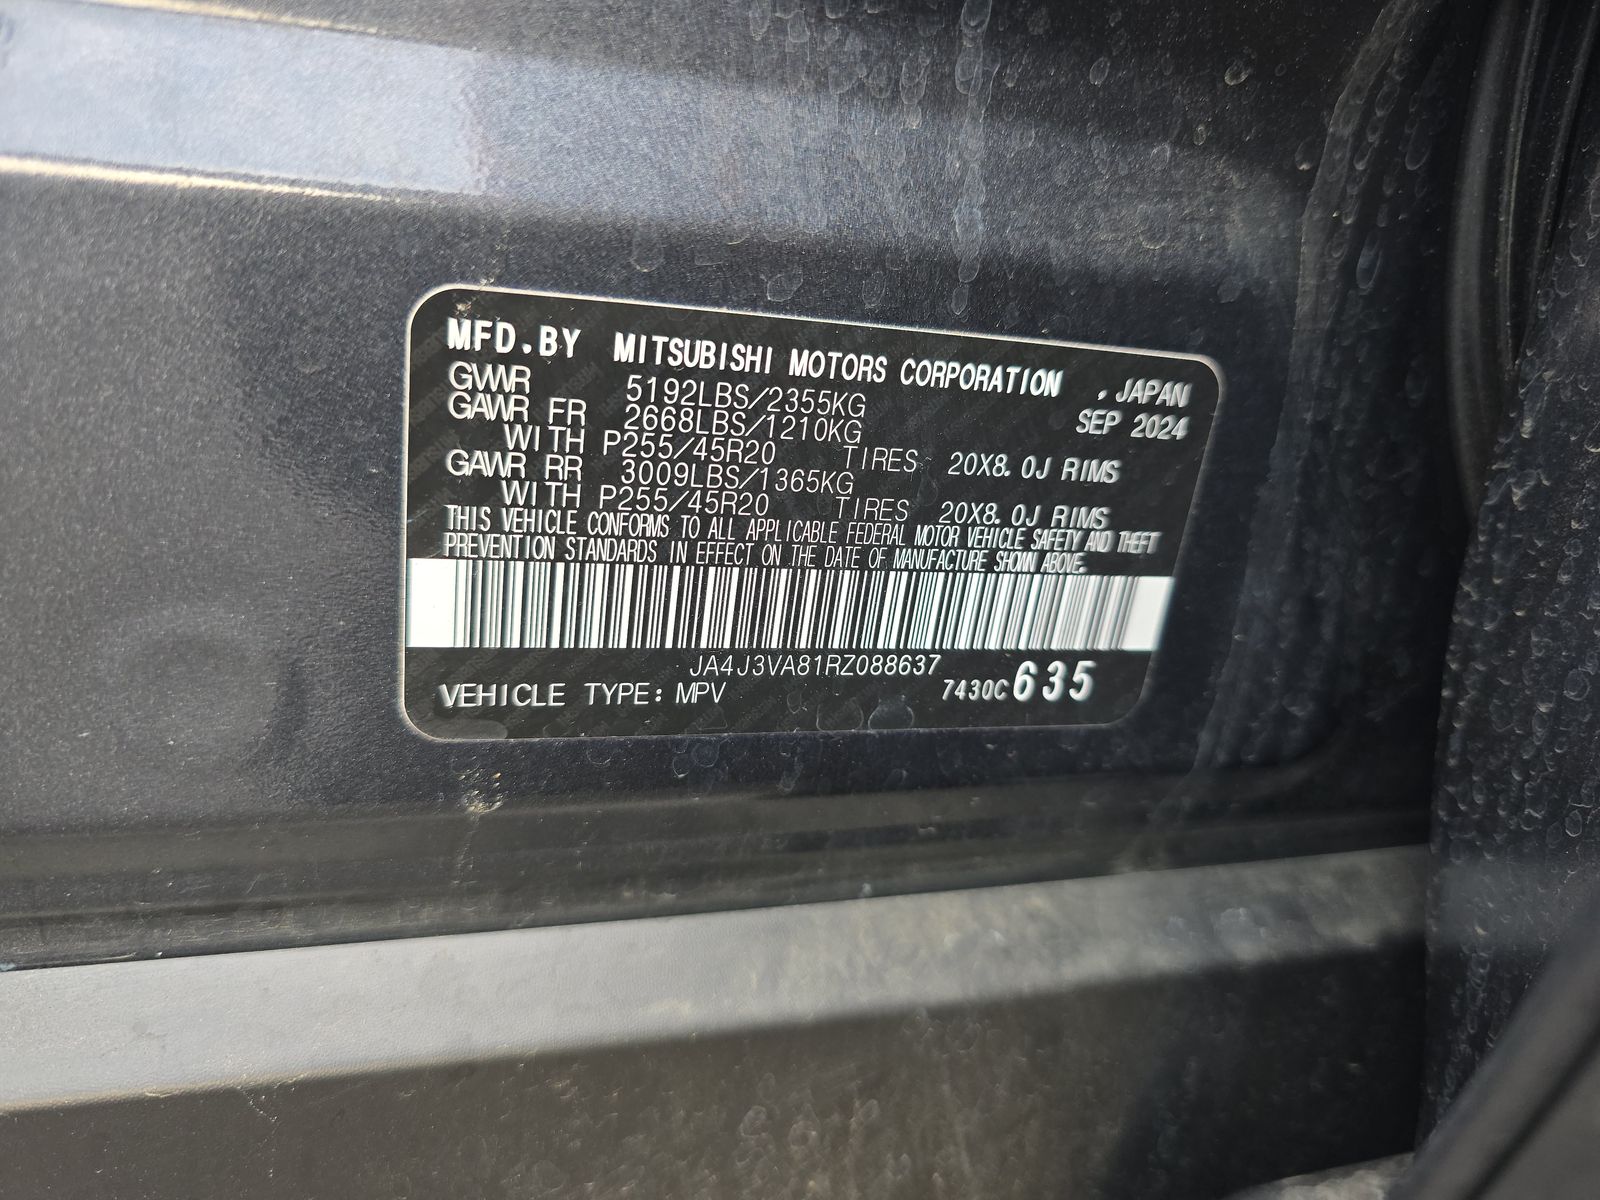 MFD.BY MITSUBISHI MOTORS CORPORATION , JAPAN
GVWR 5192LBS/2355KG SEP 2024
GAWR FR 2668LBS/1210KG
WITH P255/45R20 TIRES 20X8.0J RIMS
GAWR RR 3009LBS/1365KG
WITH P255/45R20 TIRES 20X8.0J RIMS
THIS VEHICLE CONFORMS TO ALL APPLICABLE FEDERAL MOTOR VEHICLE SAFETY AND THEFT
PREVENTION STANDARDS IN EFFECT ON THE DATE OF MANUFACTURE SHOWN ABOVE.
JA4J3VA81RZ088637
VEHICLE TYPE: MPV 7430C 635